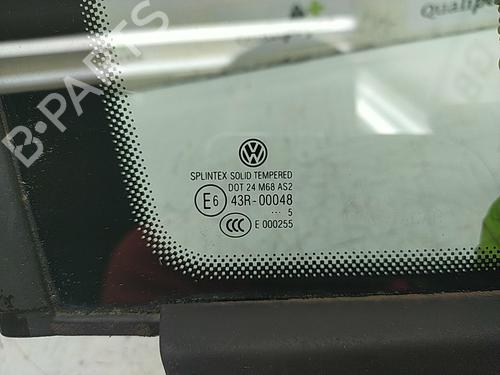 A+
B-PARTS
SPLINTEX SOLID TEMPERED
DOT 24 M68 AS2
E6 43R-00048
··· 5
CCC E 000255